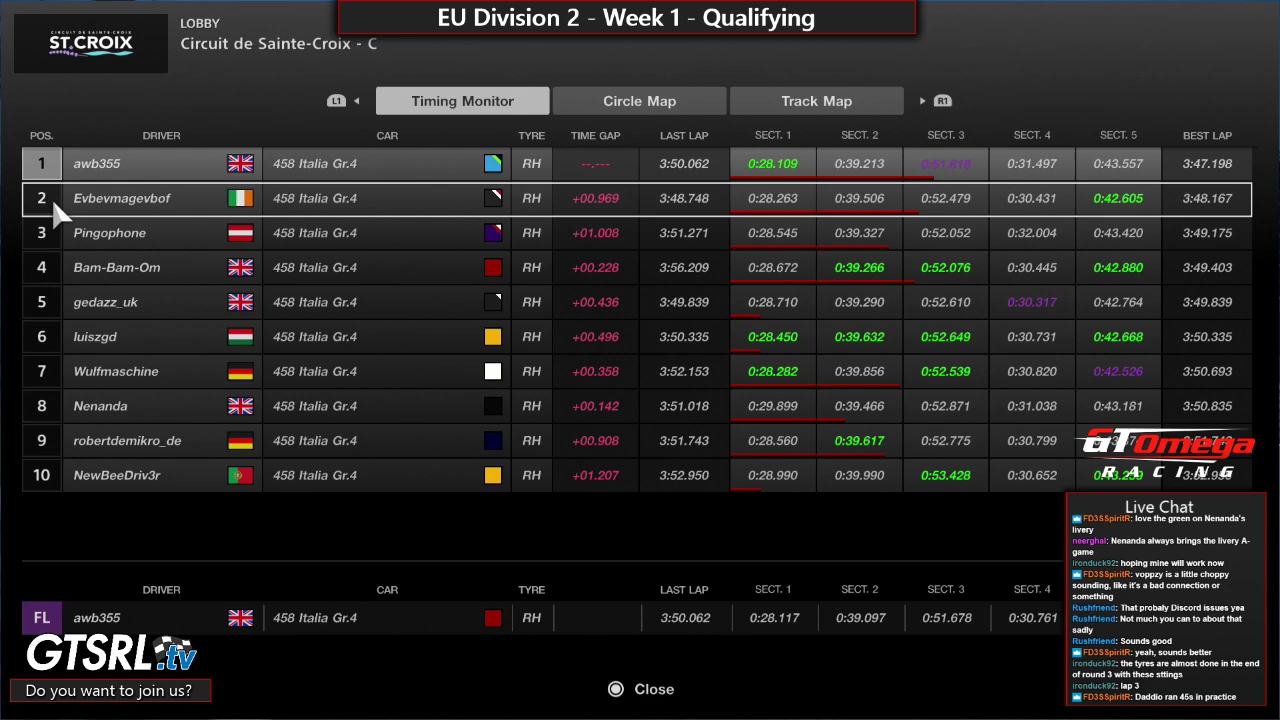 EU Division 2 - Week 1 - Qualifying
CIRCUIT DE SAINTE-CROIX
ST.CROIX
LOBBY
Circuit de Sainte-Croix - C
L1 Timing Monitor Circle Map Track Map R1
POS. DRIVER CAR TYRE TIME GAP LAST LAP SECT. 1 SECT. 2 SECT. 3 SECT. 4 SECT. 5 BEST LAP
1 awb355 458 Italia Gr.4 RH --.--- 3:50.062 0:28.109 0:39.213 0:51.818 0:31.497 0:43.557 3:47.198
2 Evbevmagevbof 458 Italia Gr.4 RH +00.969 3:48.748 0:28.263 0:39.506 0:52.479 0:30.431 0:42.605 3:48.167
3 Pingophone 458 Italia Gr.4 RH +01.008 3:51.271 0:28.545 0:39.327 0:52.052 0:32.004 0:43.420 3:49.175
4 Bam-Bam-Om 458 Italia Gr.4 RH +00.228 3:56.209 0:28.672 0:39.266 0:52.076 0:30.445 0:42.880 3:49.403
5 gedazz_uk 458 Italia Gr.4 RH +00.436 3:49.839 0:28.710 0:39.290 0:52.610 0:30.317 0:42.764 3:49.839
6 luiszgd 458 Italia Gr.4 RH +00.496 3:50.335 0:28.450 0:39.632 0:52.649 0:30.731 0:42.668 3:50.335
7 Wulfmaschine 458 Italia Gr.4 RH +00.358 3:52.153 0:28.282 0:39.856 0:52.539 0:30.820 0:42.526 3:50.693
8 Nenanda 458 Italia Gr.4 RH +00.142 3:51.018 0:29.899 0:39.466 0:52.871 0:31.038 0:43.181 3:50.835
9 robertdemikro_de 458 Italia Gr.4 RH +00.908 3:51.743 0:28.560 0:39.617 0:52.775 0:30.799
10 NewBeeDriv3r 458 Italia Gr.4 RH +01.207 3:52.950 0:28.990 0:39.990 0:53.428 0:30.652
GT Omega
RACING
Live Chat
FD3SSpiritR: love the green on Nenanda's
livery
neerghal: Nenanda always brings the livery A-
game
ironduck92: hoping mine will work now
FD3SSpiritR: voppzy is a little choppy
sounding, like it's a bad connection or
something
Rushfriend: That probaly Discord issues yea
Rushfriend: Not much you can to about that
sadly
Rushfriend: Sounds good
FD3SSpiritR: yeah, sounds better
ironduck92: the tyres are almost done in the end
of round 3 with these sttings
ironduck92: lap 3
FD3SSpiritR: Daddio ran 45s in practice
DRIVER CAR TYRE LAST LAP SECT. 1 SECT. 2 SECT. 3 SECT. 4
FL awb355 458 Italia Gr.4 RH 3:50.062 0:28.117 0:39.097 0:51.678 0:30.761
GTSRL.tv
Do you want to join us?
Close